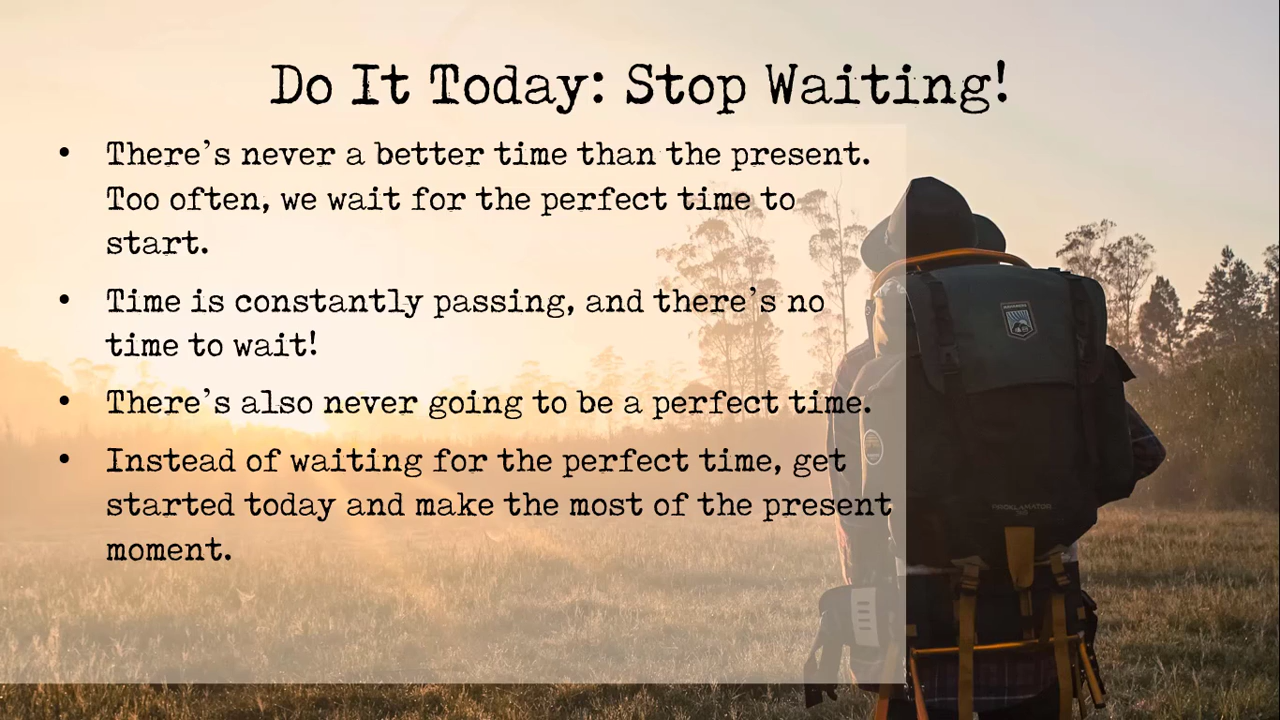 Do It Today: Stop Waiting!
• There’s never a better time than the present.
Too often, we wait for the perfect time to
start.
• Time is constantly passing, and there’s no
time to wait!
• There’s also never going to be a perfect time.
• Instead of waiting for the perfect time, get
started today and make the most of the present
moment.